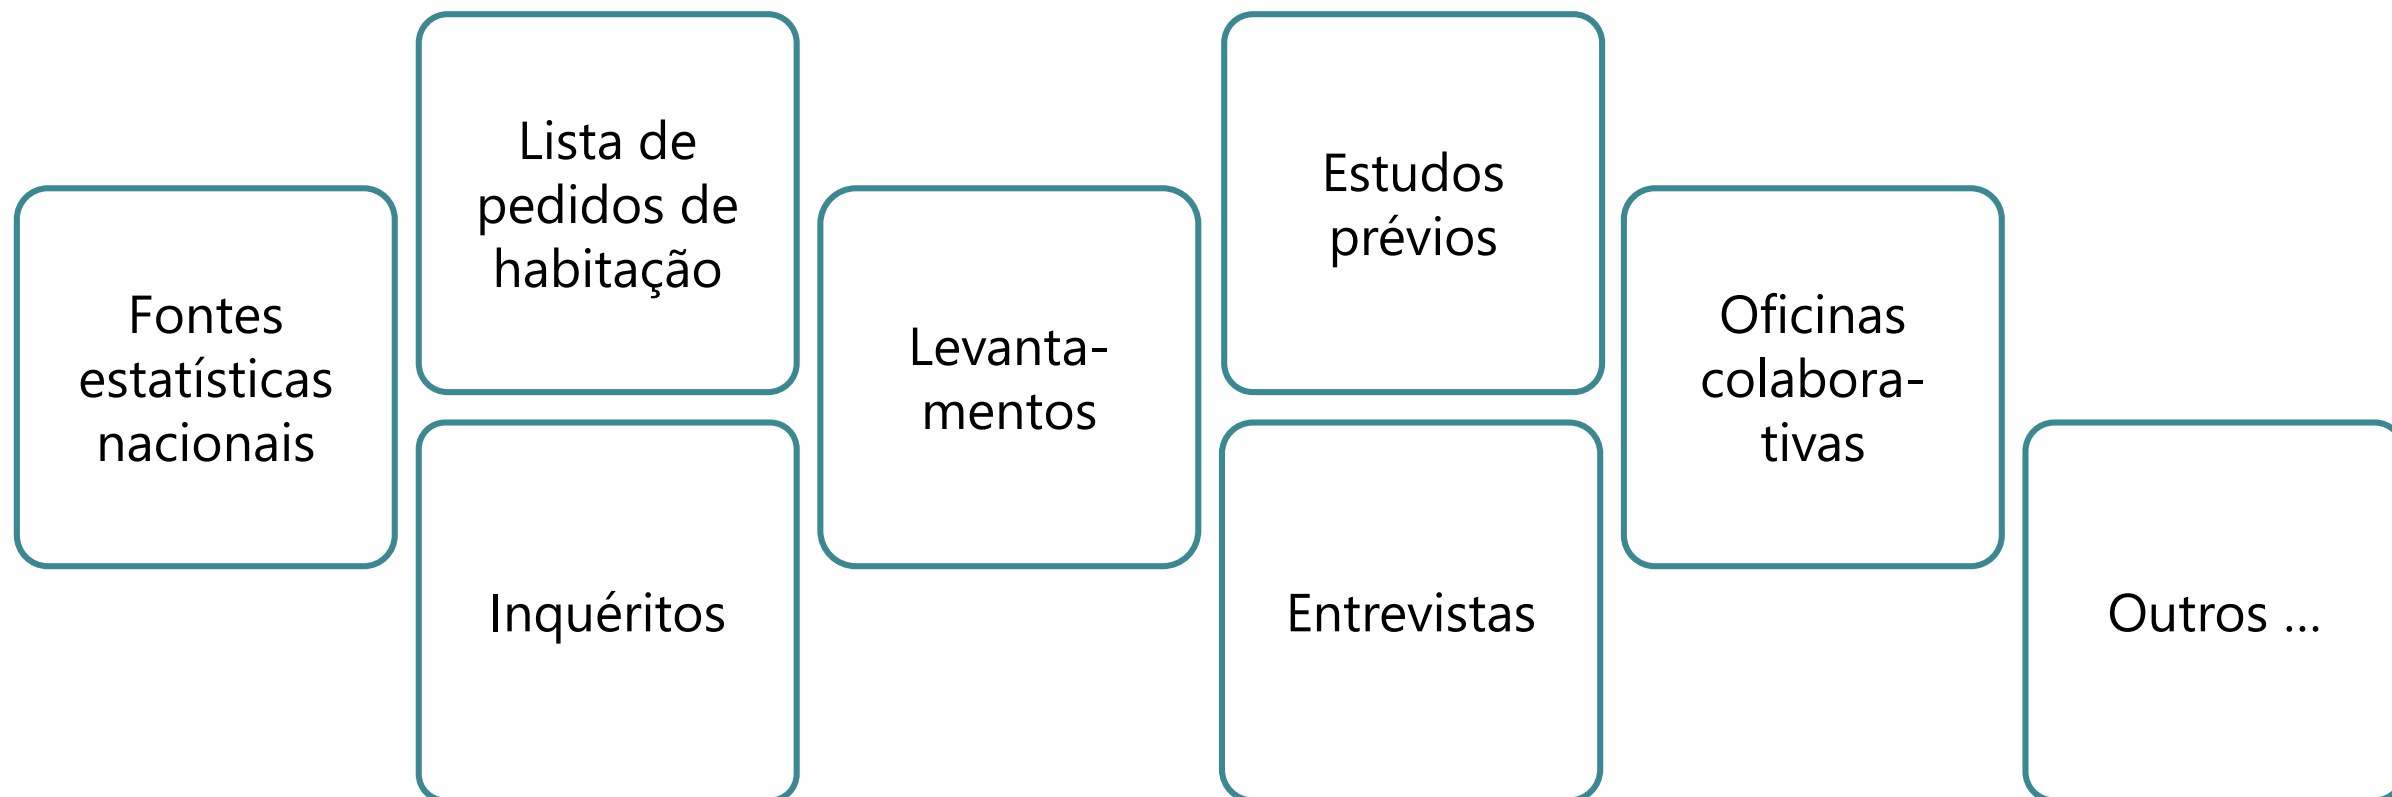 Fontes
estatísticas
nacionais
Lista de
pedidos de
habitação
Inquéritos
Levanta-
mentos
Estudos
prévios
Entrevistas
Oficinas
colabora-
tivas
Outros ...